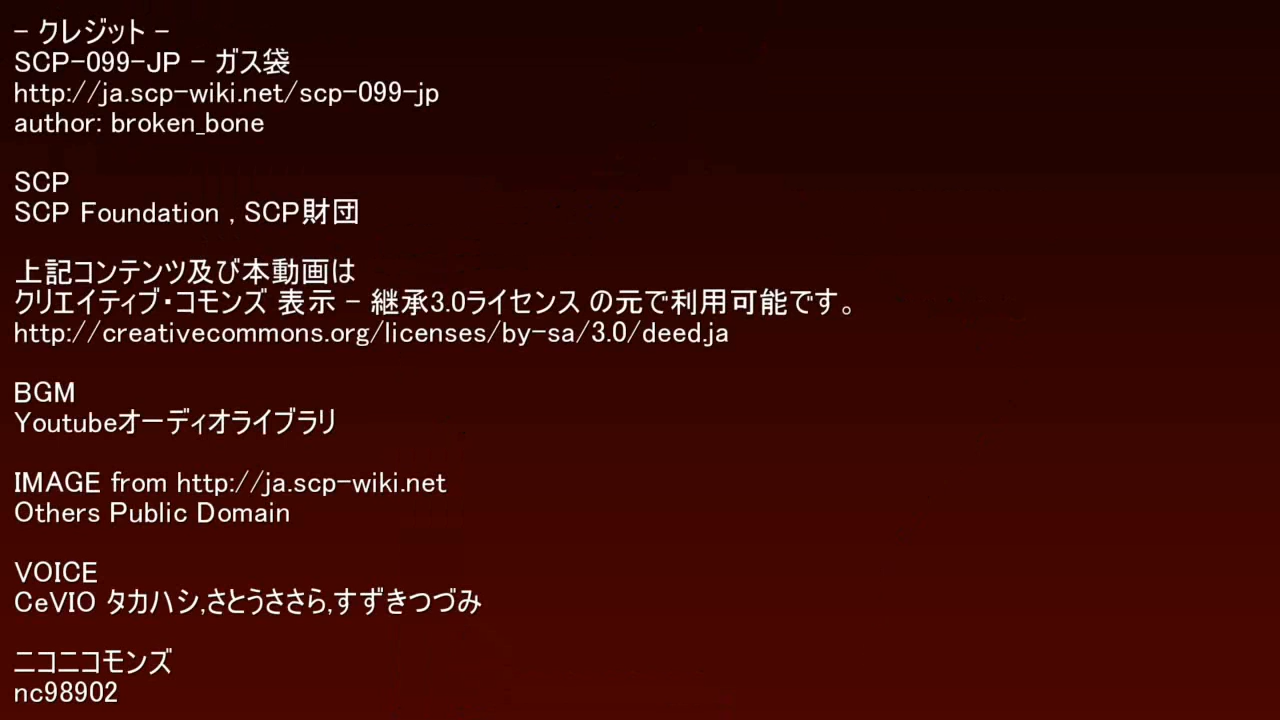 - クレジット -
SCP-099-JP - ガス袋
http://ja.scp-wiki.net/scp-099-jp
author: broken_bone
SCP
SCP Foundation , SCP財団
上記コンテンツ及び本動画は
クリエイティブ・コモンズ 表示 - 継承3.0ライセンス の元で利用可能です。
http://creativecommons.org/licenses/by-sa/3.0/deed.ja
BGM
Youtubeオーディオライブラリ
IMAGE from http://ja.scp-wiki.net
Others Public Domain
VOICE
CeVIO タカハシ,さとうささら,すずきつづみ
ニコニコモンズ
nc98902